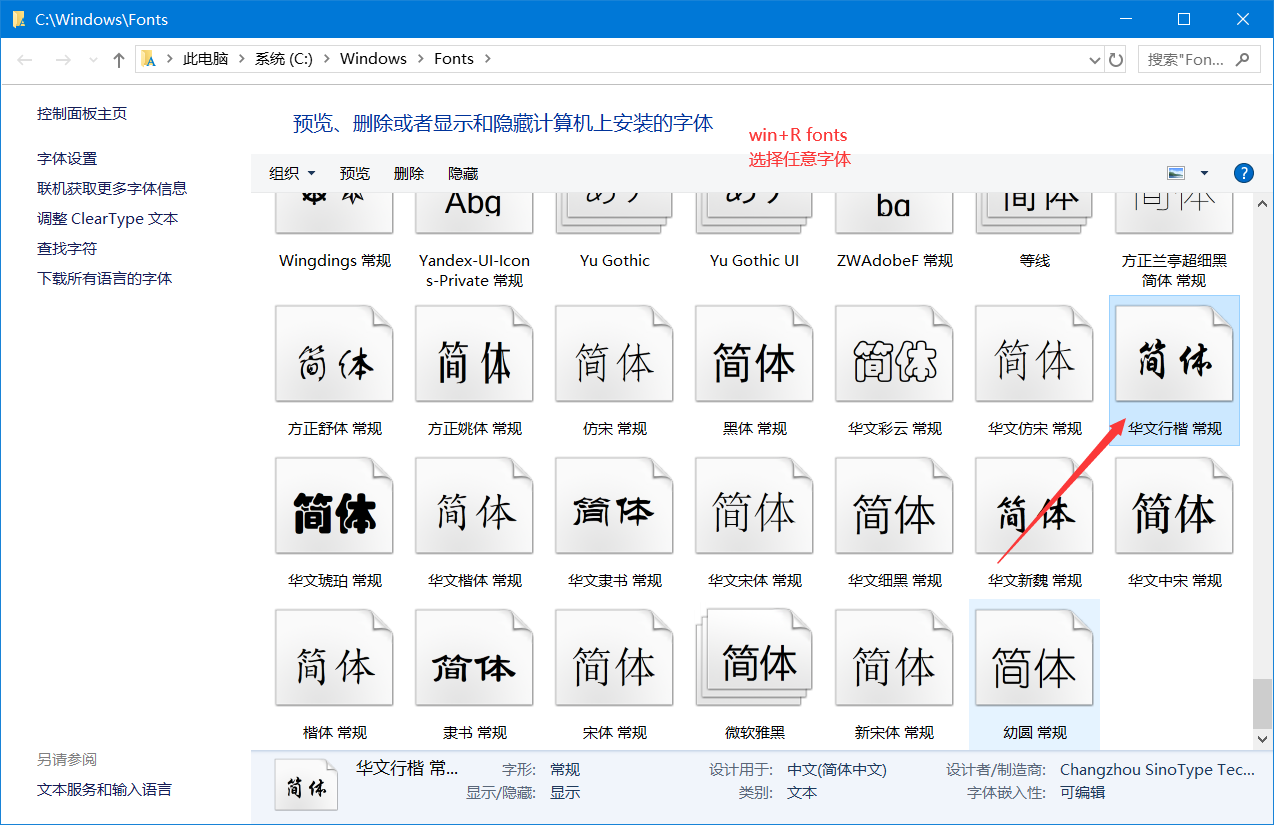 C:\Windows\Fonts
此电脑 系统 (C:) Windows Fonts
搜索"Fon...
控制面板主页
字体设置
联机获取更多字体信息
调整 ClearType 文本
查找字符
下载所有语言的字体
另请参阅
文本服务和输入语言
预览、删除或者显示和隐藏计算机上安装的字体
win+R fonts
选择任意字体
组织 预览 删除 隐藏
Abg
bg
简体
简体
Wingdings 常规
Yandex-UI-Icon
s-Private 常规
Yu Gothic
Yu Gothic UI
ZWAdobeF 常规
等线
方正兰亭超细黑
简体 常规
简体 简体 简体 简体 简体 简体 简体
方正舒体 常规 方正姚体 常规 仿宋 常规 黑体 常规 华文彩云 常规 华文仿宋 常规 华文行楷 常规
简体 简体 简体 简体 简体 简体 简体
华文琥珀 常规 华文楷体 常规 华文隶书 常规 华文宋体 常规 华文细黑 常规 华文新魏 常规 华文中宋 常规
简体 简体 简体 简体 简体 简体
楷体 常规 隶书 常规 宋体 常规 微软雅黑 新宋体 常规 幼圆 常规
简体
华文行楷 常... 字形: 常规 设计用于: 中文(简体中文) 设计者/制造商: Changzhou SinoType Tec...
显示/隐藏: 显示 类别: 文本 字体嵌入性: 可编辑